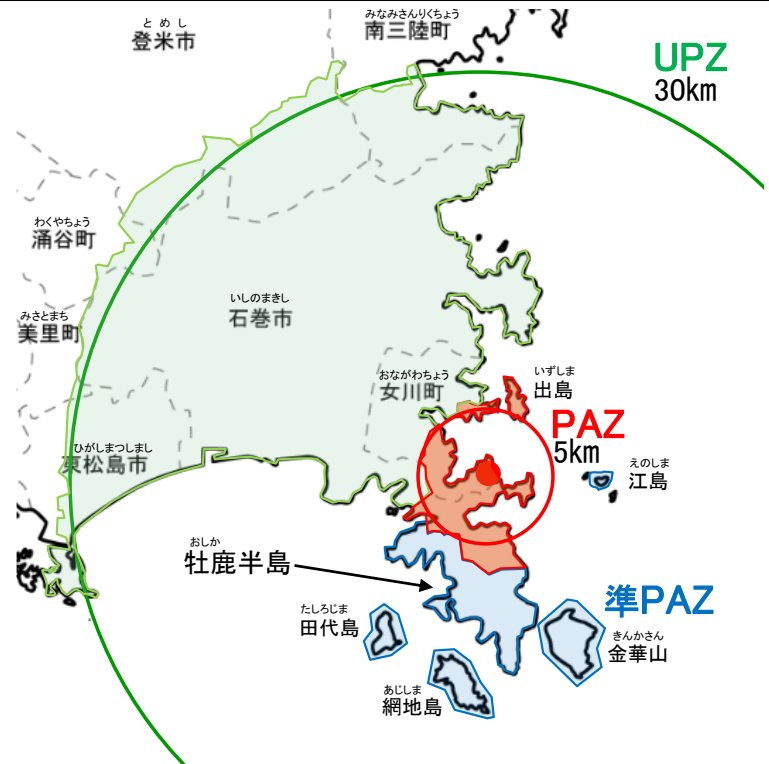 とめし
登米市
みなみさんりくちょう
南三陸町
UPZ
30km
わくやちょう
涌谷町
いしのまきし
石巻市
みさとまち
美里町
おながわちょう
女川町
いずしま
出島
PAZ
5km
ひがしまつしまし
東松島市
えのしま
江島
おしか
牡鹿半島
準PAZ
たしろじま
田代島
きんかさん
金華山
あじしま
網地島